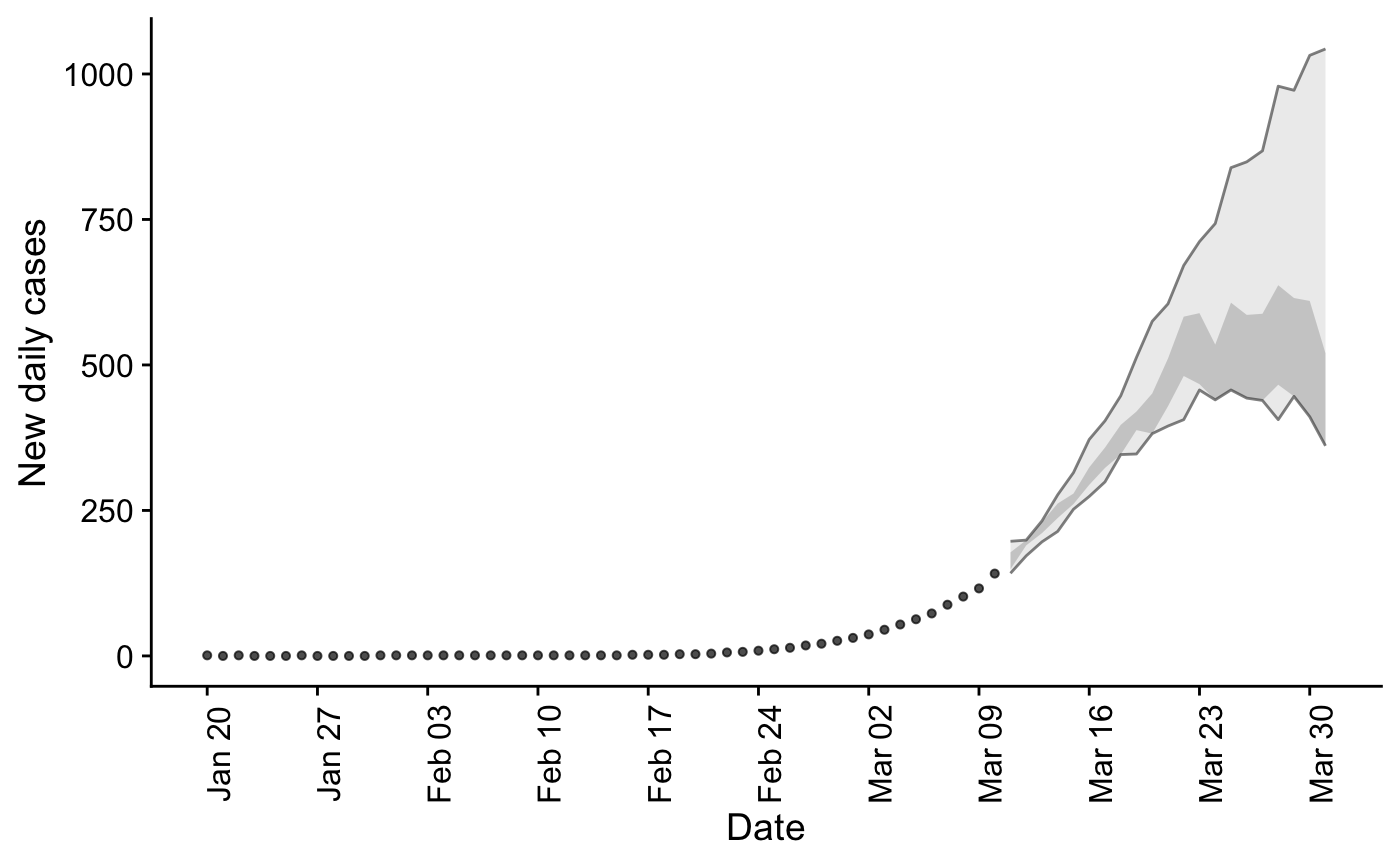 New daily cases
1000
750
500
250
0
Jan 20
Jan 27
Feb 03
Feb 10
Feb 17
Feb 24
Mar 02
Mar 09
Mar 16
Mar 23
Mar 30
Date